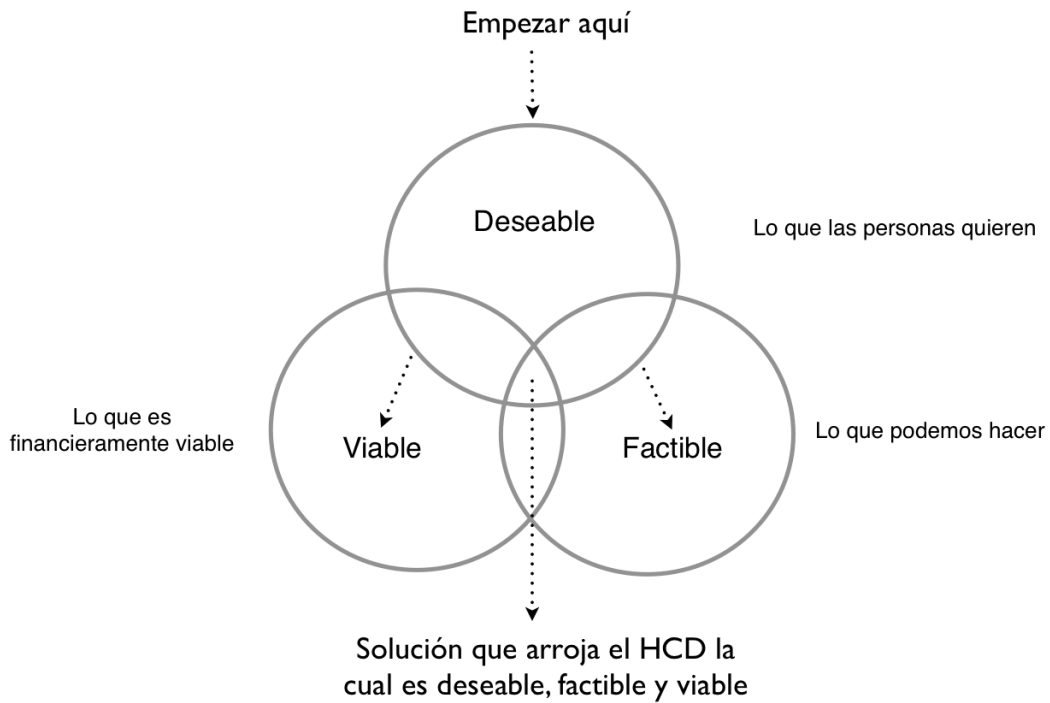 Empezar aquí
Deseable
Lo que las personas quieren
Lo que es
financieramente viable
Viable
Factible
Lo que podemos hacer
Solución que arroja el HCD la
cual es deseable, factible y viable